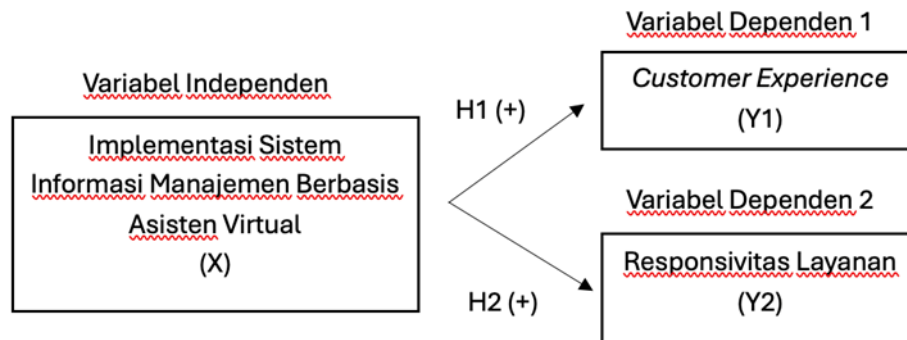 Variabel Independen
Implementasi Sistem
Informasi Manajemen Berbasis
Asisten Virtual
(X)
H1 (+)
H2 (+)
Variabel Dependen 1
Customer Experience
(Y1)
Variabel Dependen 2
Responsivitas Layanan
(Y2)